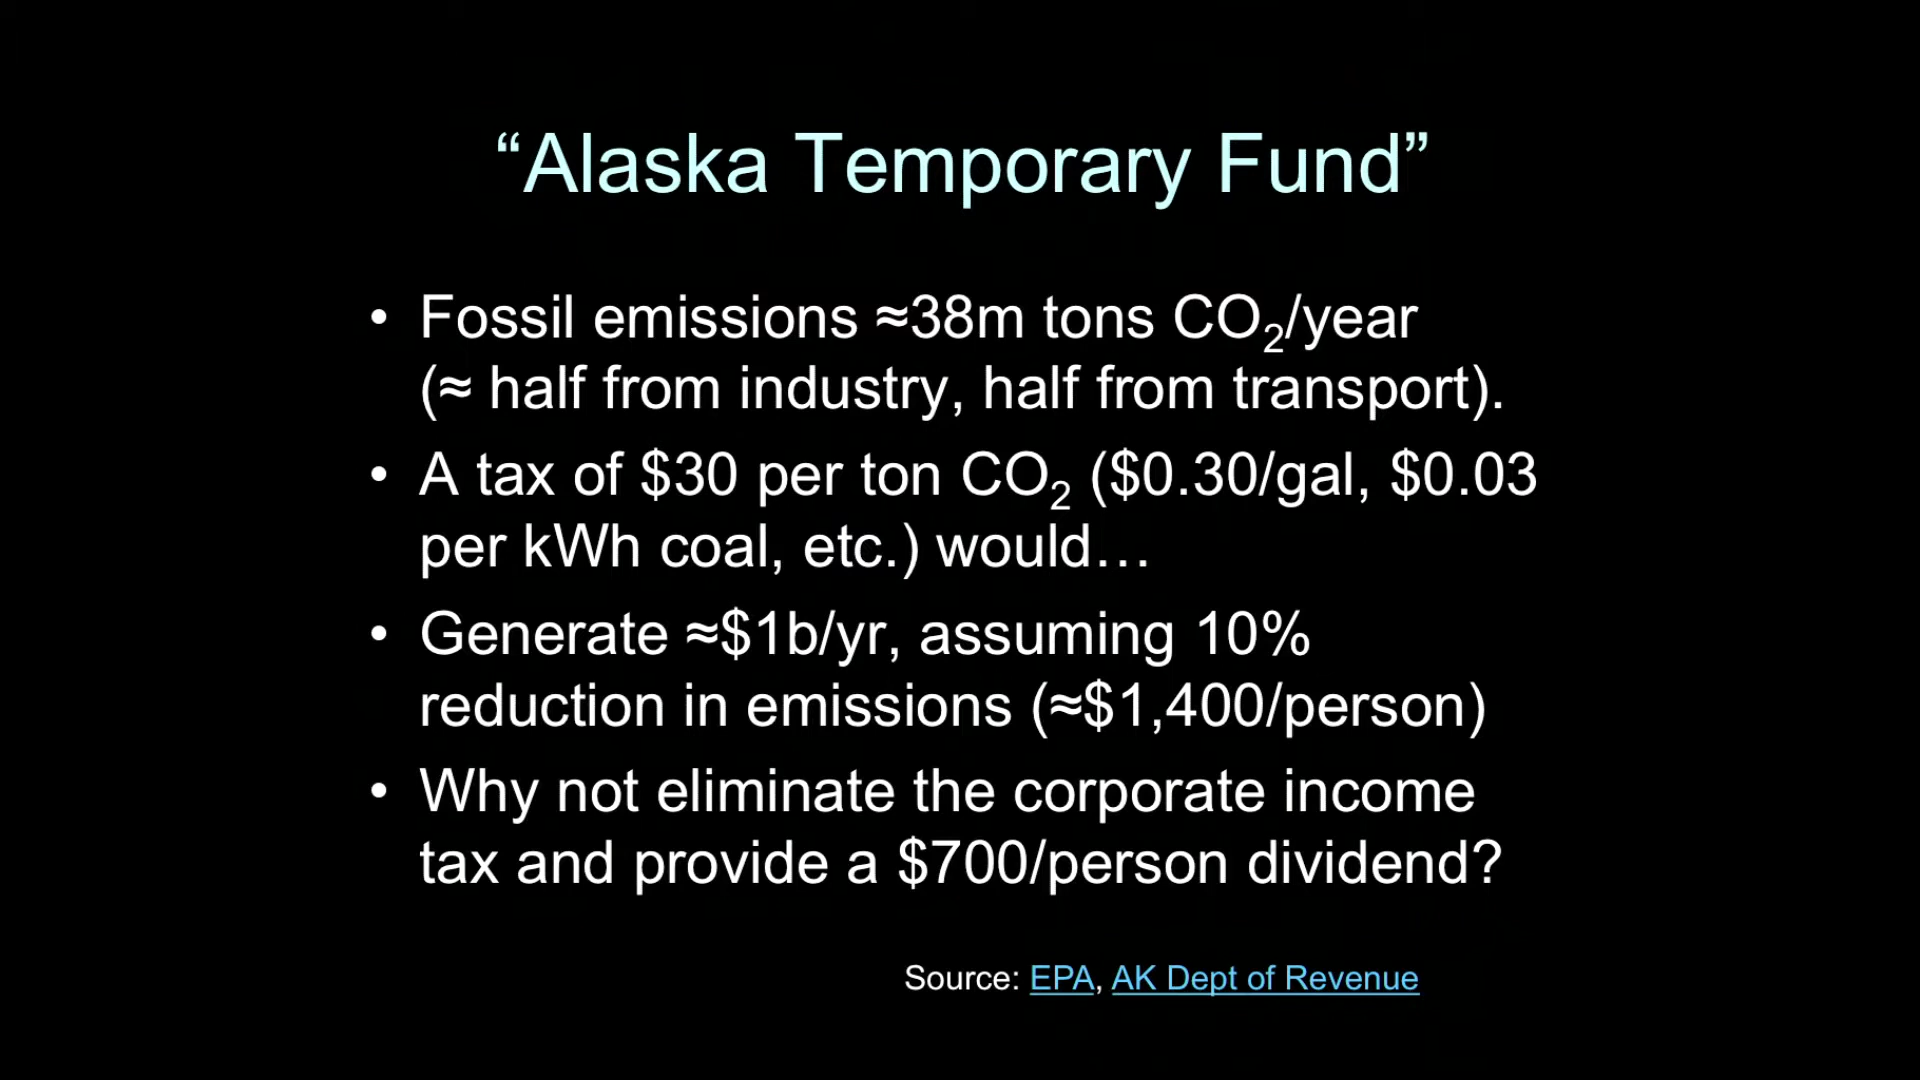 “Alaska Temporary Fund”
• Fossil emissions ≈38m tons CO₂/year
(≈ half from industry, half from transport).
• A tax of $30 per ton CO₂ ($0.30/gal, $0.03
per kWh coal, etc.) would…
• Generate ≈$1b/yr, assuming 10%
reduction in emissions (≈$1,400/person)
• Why not eliminate the corporate income
tax and provide a $700/person dividend?
Source: EPA, AK Dept of Revenue